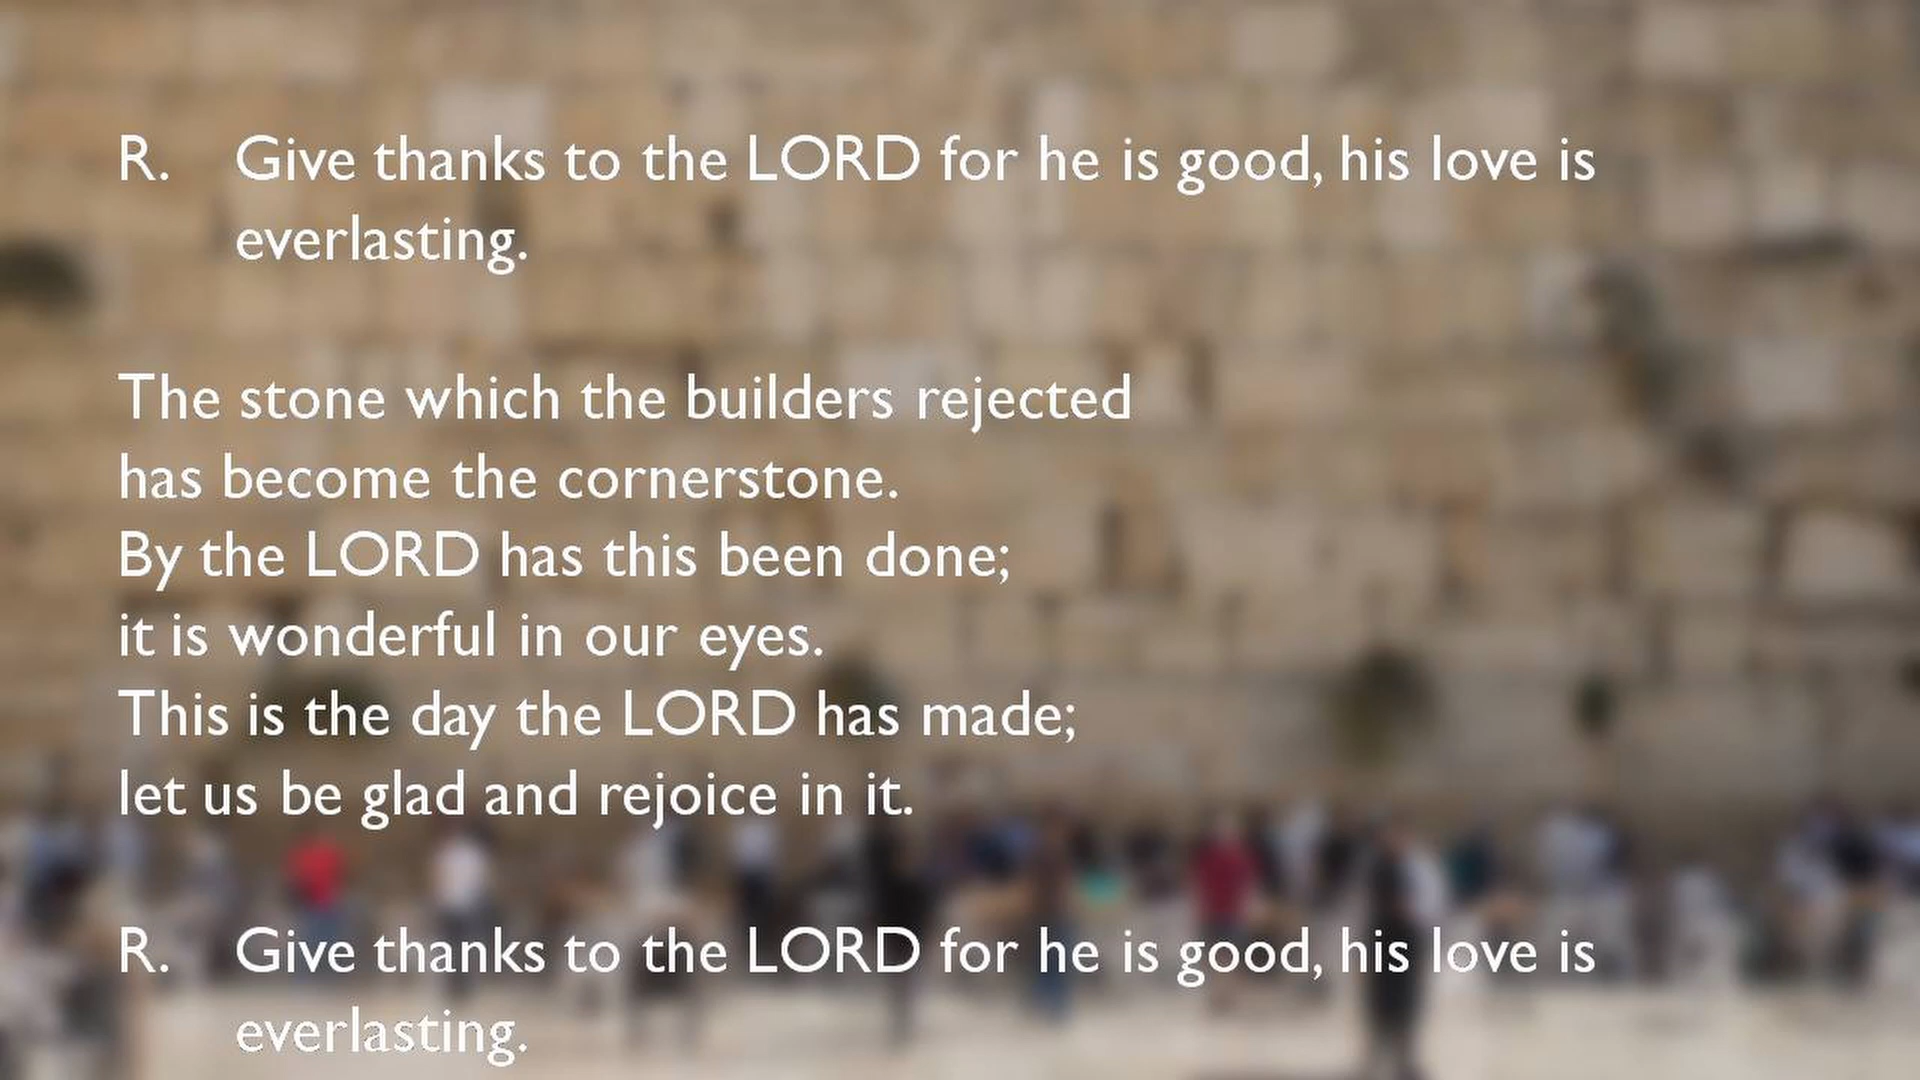 R. Give thanks to the LORD for he is good, his love is
everlasting.
The stone which the builders rejected
has become the cornerstone.
By the LORD has this been done;
it is wonderful in our eyes.
This is the day the LORD has made;
let us be glad and rejoice in it.
R. Give thanks to the LORD for he is good, his love is
everlasting.